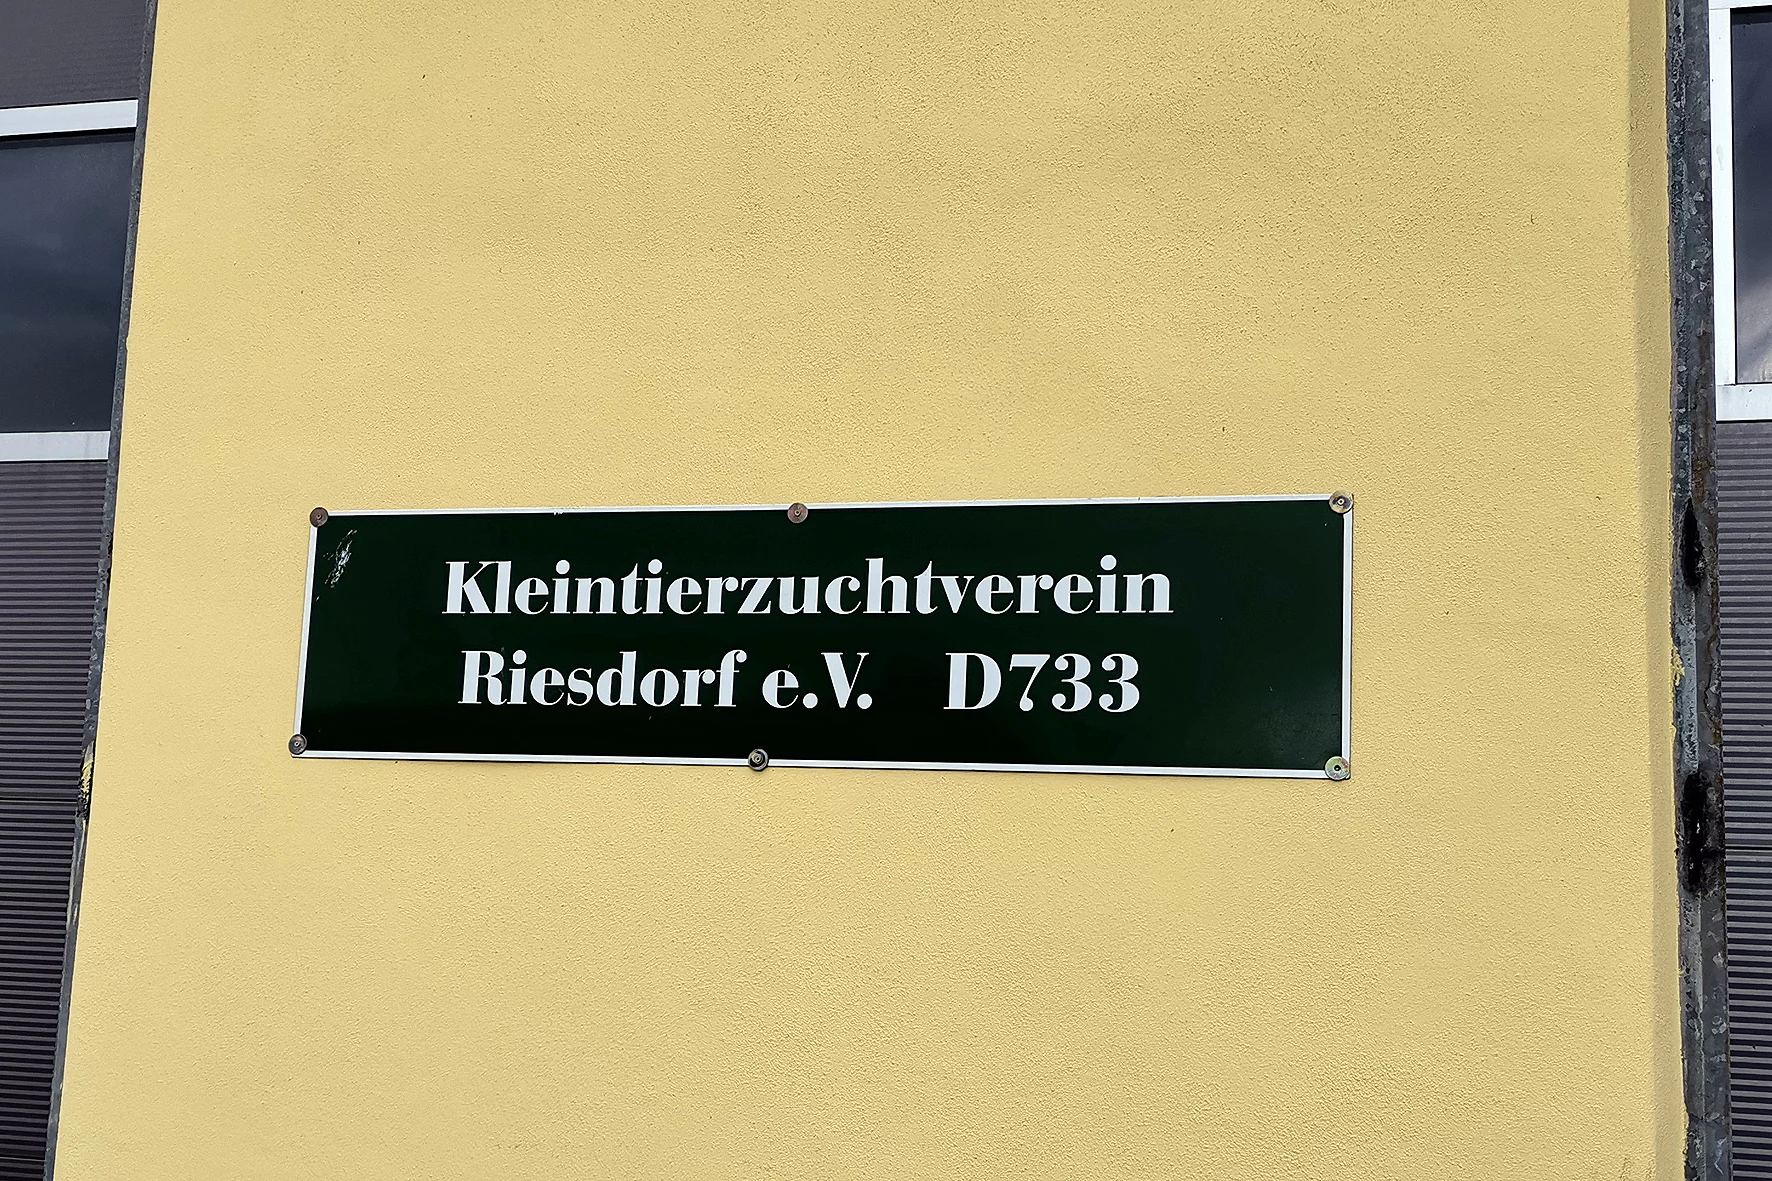 Kleintierzuchtverein
Riesdorf e.V. D733